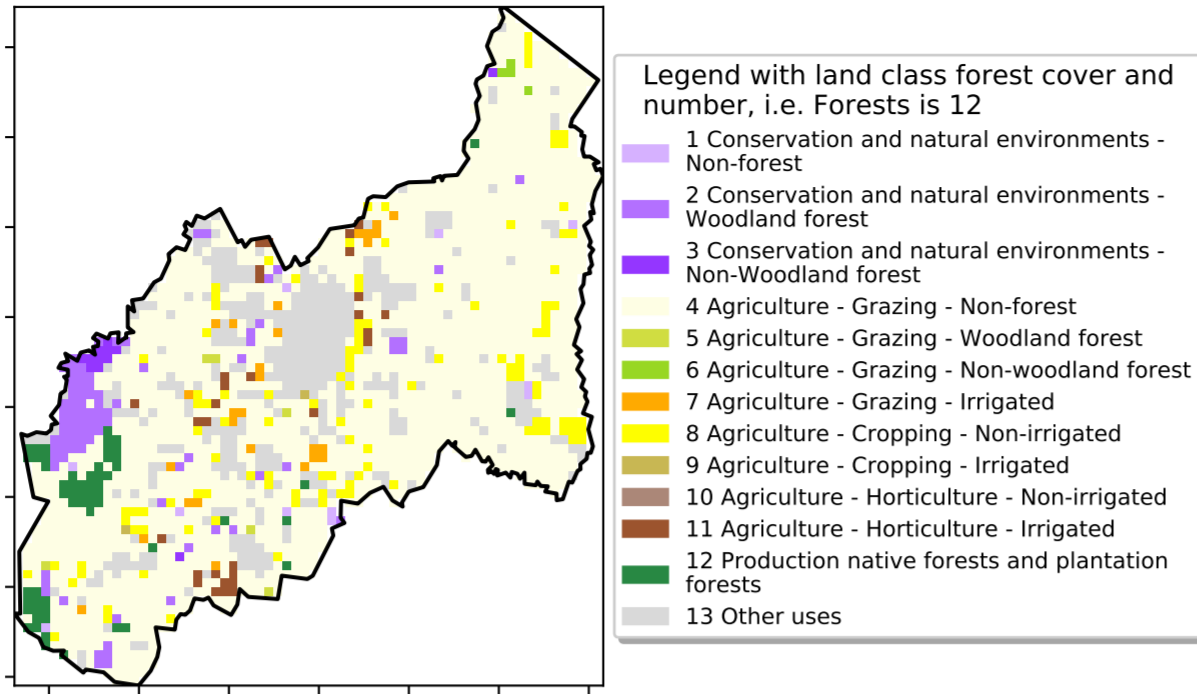 Legend with land class forest cover and
number, i.e. Forests is 12
1 Conservation and natural environments -
Non-forest
2 Conservation and natural environments -
Woodland forest
3 Conservation and natural environments -
Non-Woodland forest
4 Agriculture - Grazing - Non-forest
5 Agriculture - Grazing - Woodland forest
6 Agriculture - Grazing - Non-woodland forest
7 Agriculture - Grazing - Irrigated
8 Agriculture - Cropping - Non-irrigated
9 Agriculture - Cropping - Irrigated
10 Agriculture - Horticulture - Non-irrigated
11 Agriculture - Horticulture - Irrigated
12 Production native forests and plantation
forests
13 Other uses